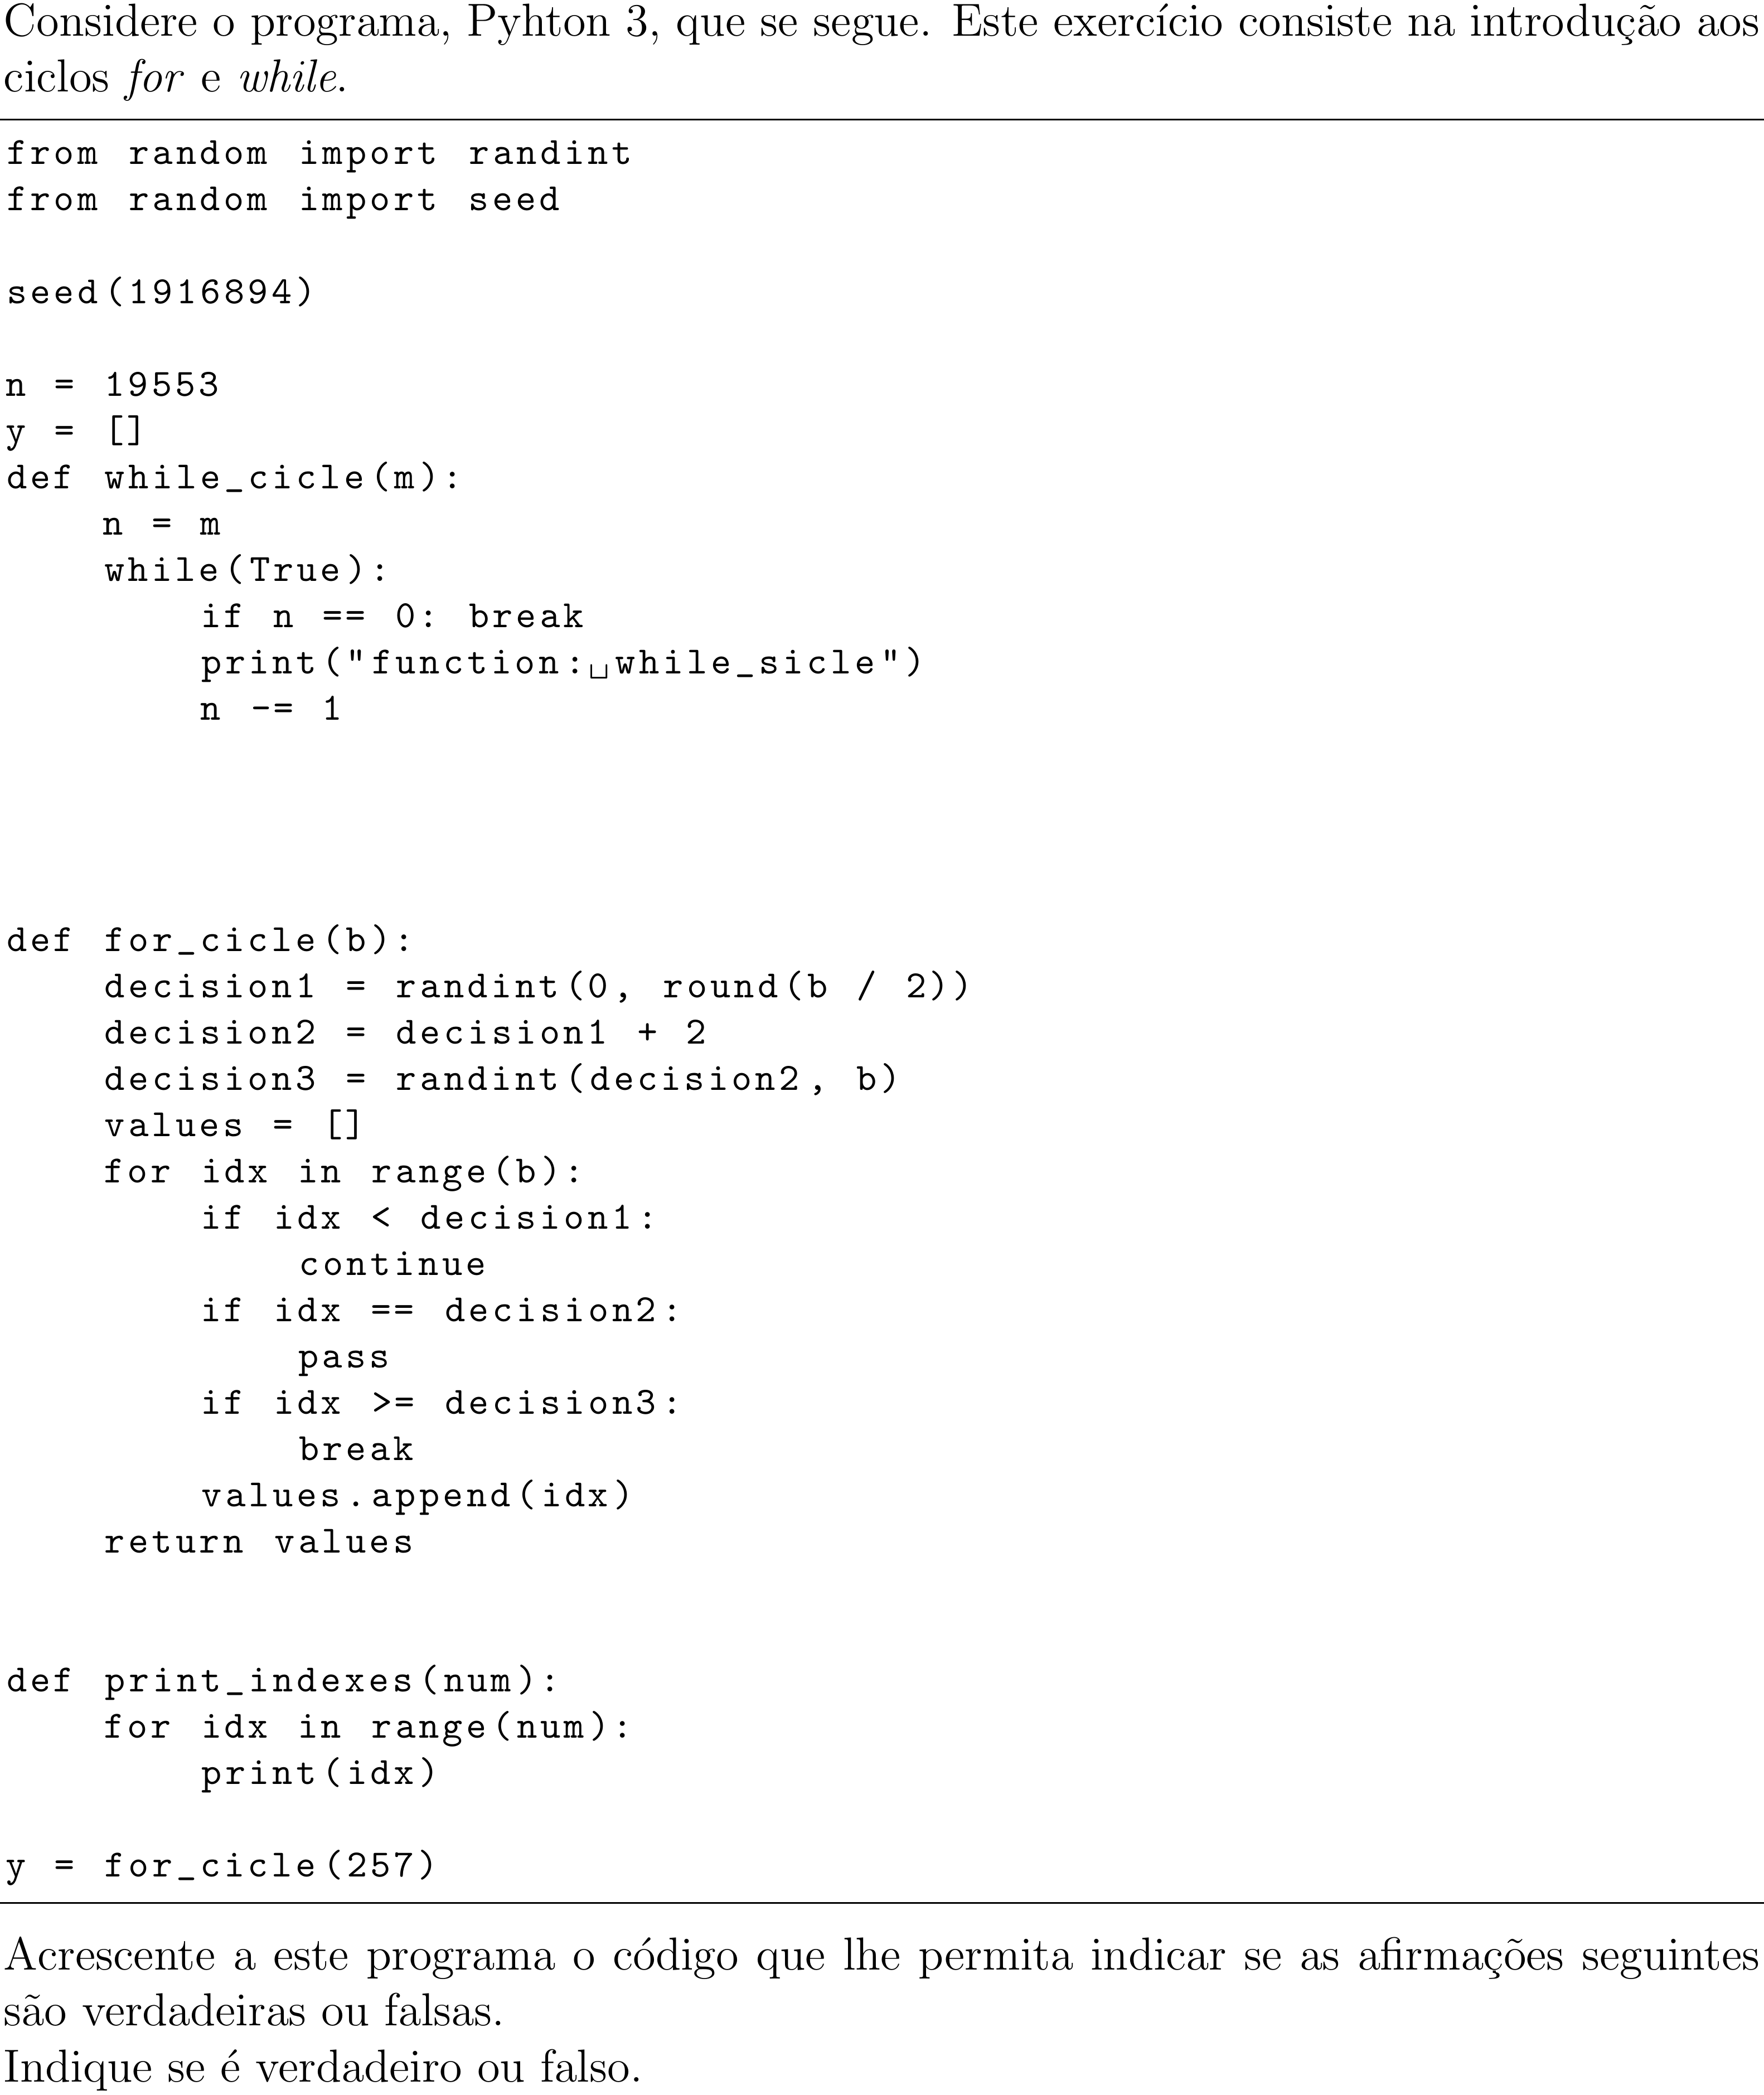 Considere o programa, Pyhton 3, que se segue. Este exercício consiste na introdução aos
ciclos for e while.
from random import randint
from random import seed
seed(1916894)
n = 19553
y = []
def while_cicle(m):
    n = m
    while(True):
        if n == 0: break
        print("function:␣while_sicle")
        n -= 1
def for_cicle(b):
    decision1 = randint(0, round(b / 2))
    decision2 = decision1 + 2
    decision3 = randint(decision2, b)
    values = []
    for idx in range(b):
        if idx < decision1:
            continue
        if idx == decision2:
            pass
        if idx >= decision3:
            break
        values.append(idx)
    return values
def print_indexes(num):
    for idx in range(num):
        print(idx)
y = for_cicle(257)
Acrescente a este programa o código que lhe permita indicar se as afirmações seguintes
são verdadeiras ou falsas.
Indique se é verdadeiro ou falso.